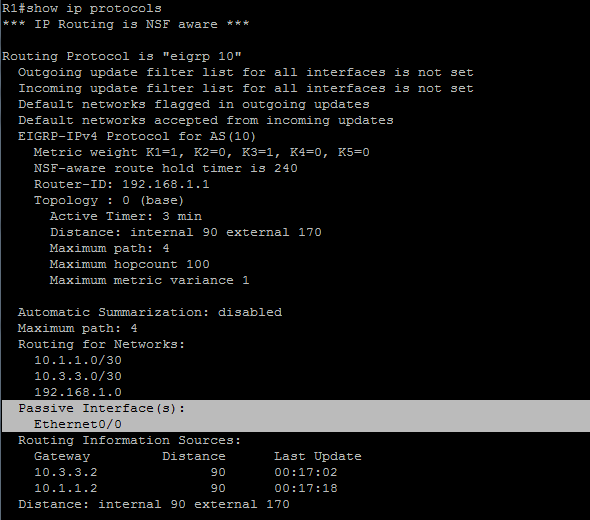 R1#show ip protocols
*** IP Routing is NSF aware ***
Routing Protocol is "eigrp 10"
Outgoing update filter list for all interfaces is not set
Incoming update filter list for all interfaces is not set
Default networks flagged in outgoing updates
Default networks accepted from incoming updates
EIGRP-IPv4 Protocol for AS(10)
Metric weight K1=1, K2=0, K3=1, K4=0, K5=0
NSF-aware route hold timer is 240
Router-ID: 192.168.1.1
Topology : 0 (base)
Active Timer: 3 min
Distance: internal 90 external 170
Maximum path: 4
Maximum hopcount 100
Maximum metric variance 1
Automatic Summarization: disabled
Maximum path: 4
Routing for Networks:
10.1.1.0/30
10.3.3.0/30
192.168.1.0
Passive Interface(s):
Ethernet0/0
Routing Information Sources:
Gateway Distance Last Update
10.3.3.2 90 00:17:02
10.1.1.2 90 00:17:18
Distance: internal 90 external 170